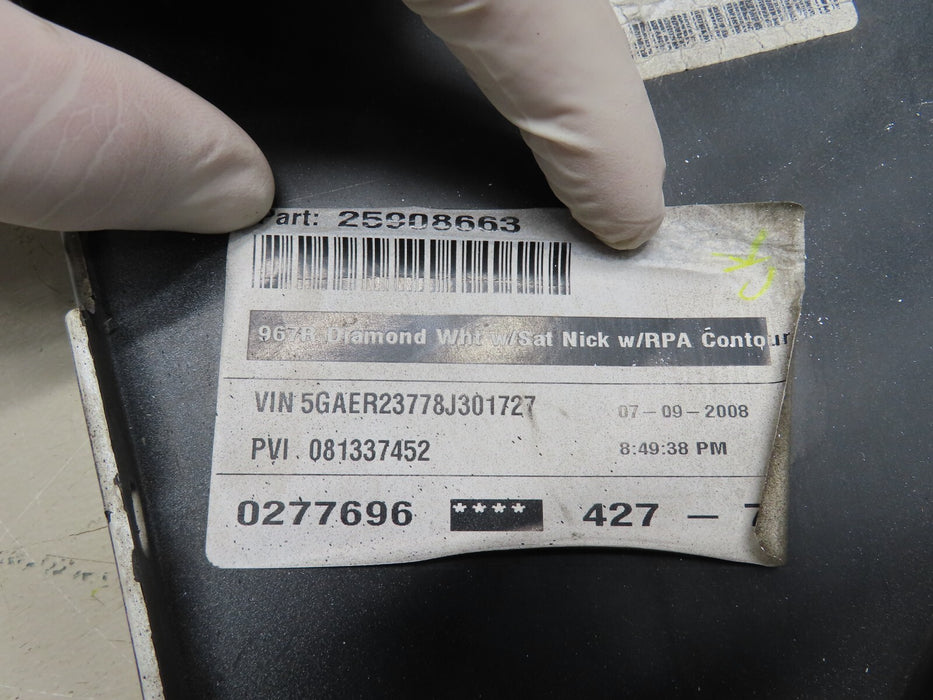 Part: 25908663
967R Diamond Wht w/Sat Nick w/RPA Contour
VIN 5GAER23778J301727
07-09-2008
PVI 081337452
8:49:38 PM
0277696 **** 427 - 7